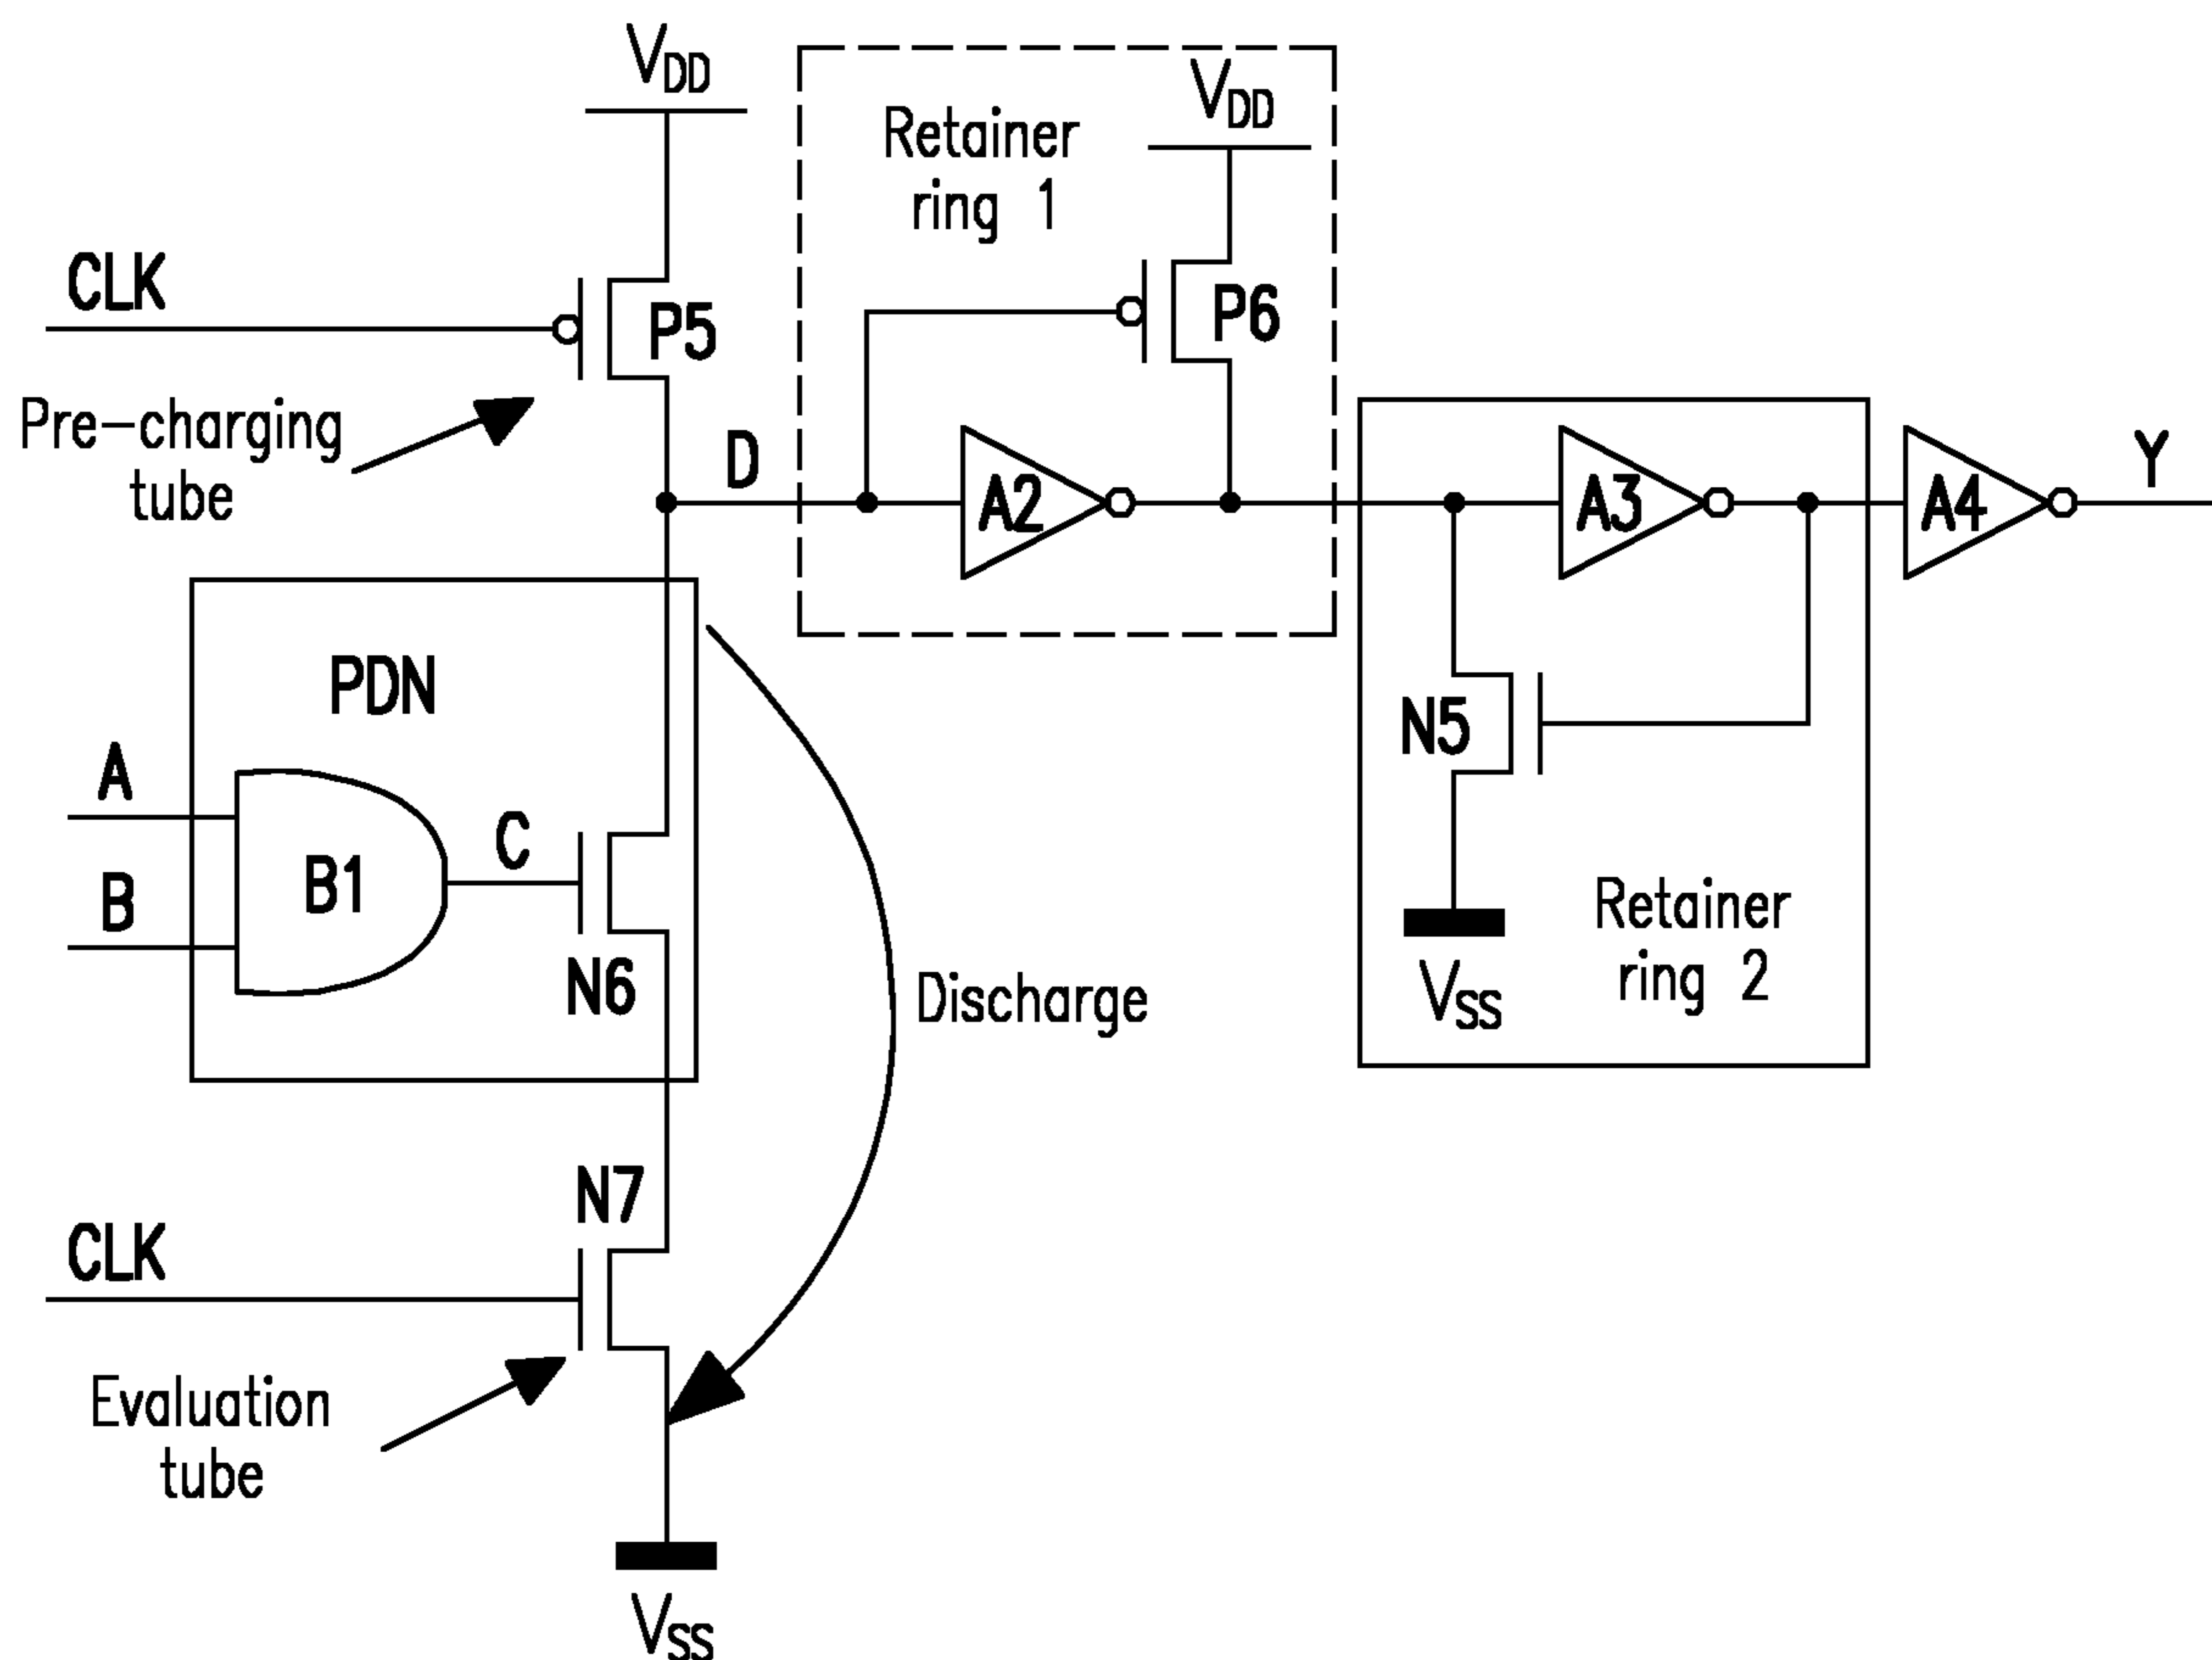 VDD
VDD
Retainer
ring 1
CLK
P5
P6
Pre-charging
tube
D
A2
A3
A4
Y
PDN
N5
A
B
B1
C
N6
Discharge
Retainer
ring 2
VSS
N7
CLK
Evaluation
tube
VSS